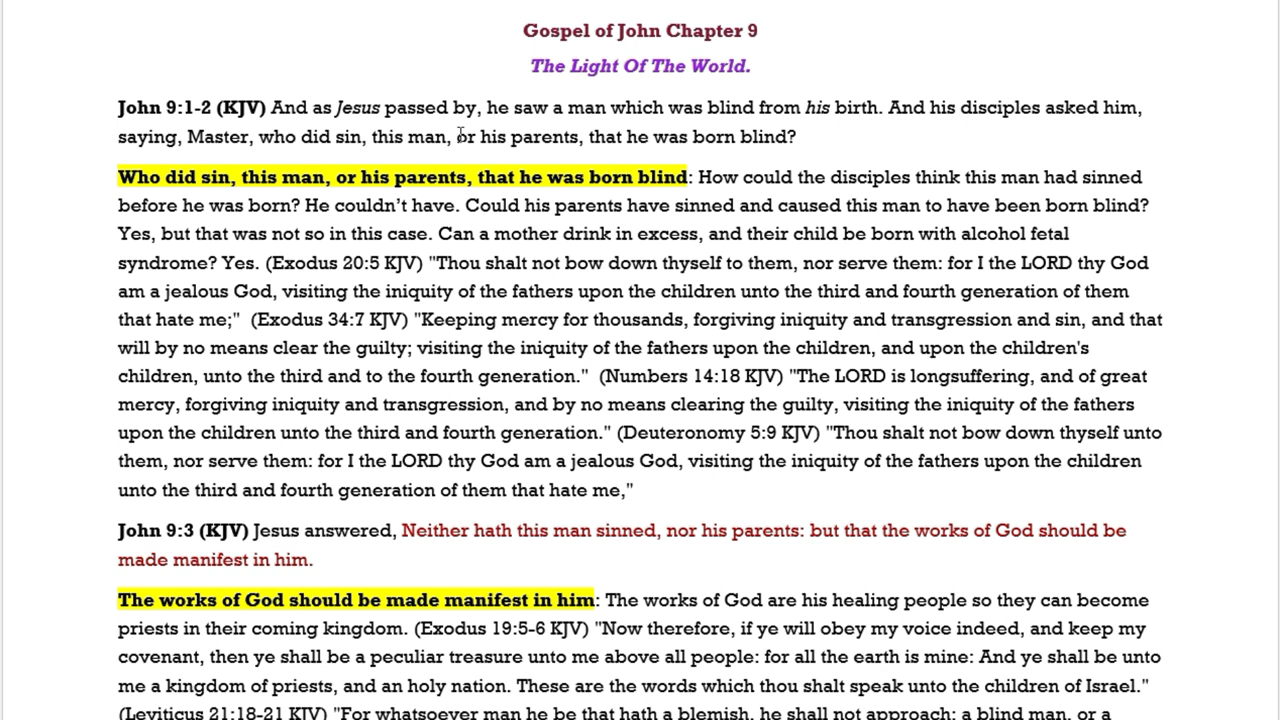 Gospel of John Chapter 9
The Light Of The World.
John 9:1-2 (KJV) And as Jesus passed by, he saw a man which was blind from his birth. And his disciples asked him,
saying, Master, who did sin, this man, or his parents, that he was born blind?
Who did sin, this man, or his parents, that he was born blind: How could the disciples think this man had sinned
before he was born? He couldn’t have. Could his parents have sinned and caused this man to have been born blind?
Yes, but that was not so in this case. Can a mother drink in excess, and their child be born with alcohol fetal
syndrome? Yes. (Exodus 20:5 KJV) "Thou shalt not bow down thyself to them, nor serve them: for I the LORD thy God
am a jealous God, visiting the iniquity of the fathers upon the children unto the third and fourth generation of them
that hate me;" (Exodus 34:7 KJV) "Keeping mercy for thousands, forgiving iniquity and transgression and sin, and that
will by no means clear the guilty; visiting the iniquity of the fathers upon the children, and upon the children's
children, unto the third and to the fourth generation." (Numbers 14:18 KJV) "The LORD is longsuffering, and of great
mercy, forgiving iniquity and transgression, and by no means clearing the guilty, visiting the iniquity of the fathers
upon the children unto the third and fourth generation." (Deuteronomy 5:9 KJV) "Thou shalt not bow down thyself unto
them, nor serve them: for I the LORD thy God am a jealous God, visiting the iniquity of the fathers upon the children
unto the third and fourth generation of them that hate me,"
John 9:3 (KJV) Jesus answered, Neither hath this man sinned, nor his parents: but that the works of God should be
made manifest in him.
The works of God should be made manifest in him: The works of God are his healing people so they can become
priests in their coming kingdom. (Exodus 19:5-6 KJV) "Now therefore, if ye will obey my voice indeed, and keep my
covenant, then ye shall be a peculiar treasure unto me above all people: for all the earth is mine: And ye shall be unto
me a kingdom of priests, and an holy nation. These are the words which thou shalt speak unto the children of Israel."
(Leviticus 21:18-21 KJV) "For whatsoever man he be that hath a blemish, he shall not approach: a blind man, or a